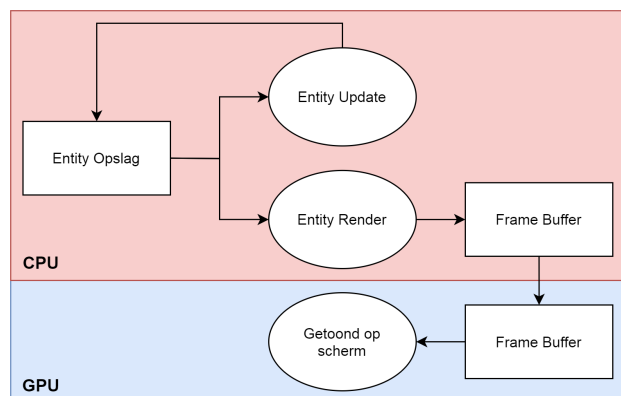 Entity Update
Entity Opslag
Entity Render
Frame Buffer
CPU
Getoond op
scherm
Frame Buffer
GPU